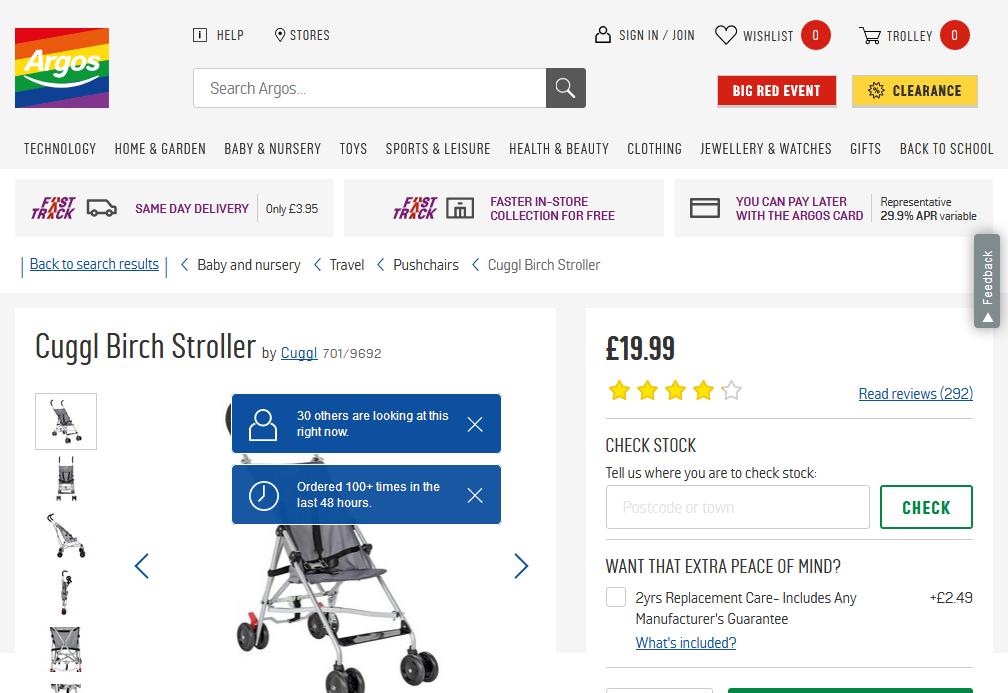 Argos
HELP
STORES
SIGN IN / JOIN
WISHLIST
0
TROLLEY
0
Search Argos...
BIG RED EVENT
CLEARANCE
TECHNOLOGY
HOME & GARDEN
BABY & NURSERY
TOYS
SPORTS & LEISURE
HEALTH & BEAUTY
CLOTHING
JEWELLERY & WATCHES
GIFTS
BACK TO SCHOOL
FAST
TRACK
SAME DAY DELIVERY
Only £3.95
FAST
TRACK
FASTER IN-STORE
COLLECTION FOR FREE
YOU CAN PAY LATER
WITH THE ARGOS CARD
Representative
29.9% APR variable
Back to search results
Baby and nursery
Travel
Pushchairs
Cuggl Birch Stroller
Feedback
Cuggl Birch Stroller by Cuggl 701/9692
30 others are looking at this
right now.
Ordered 100+ times in the
last 48 hours.
£19.99
Read reviews (292)
CHECK STOCK
Tell us where you are to check stock:
Postcode or town
CHECK
WANT THAT EXTRA PEACE OF MIND?
2yrs Replacement Care- Includes Any
Manufacturer's Guarantee
+£2.49
What's included?